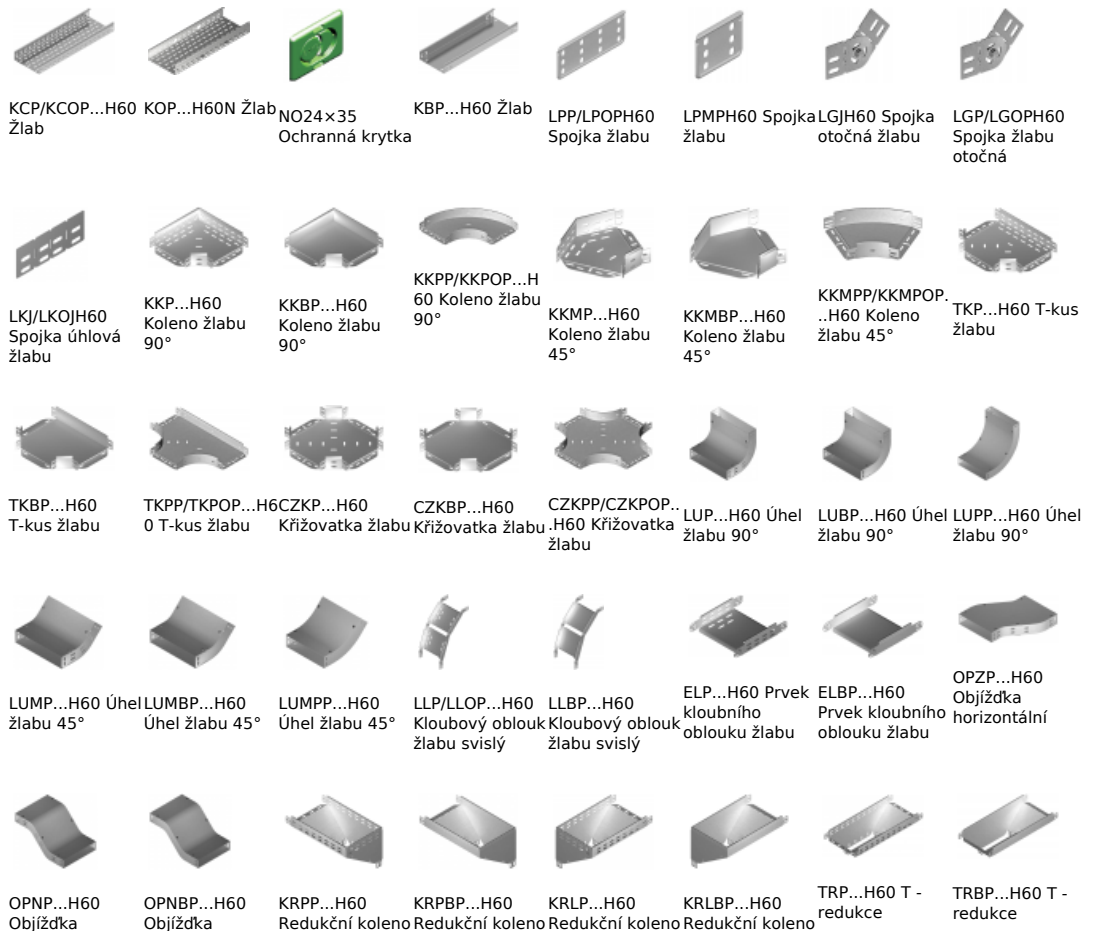 KCP/KCOP...H60
Žlab
KOP...H60N Žlab
NO24×35
Ochranná krytka
KBP...H60 Žlab
LPP/LPOPH60
Spojka žlabu
LPMPH60 Spojka
žlabu
LGJH60 Spojka
otočná žlabu
LGP/LGOPH60
Spojka žlabu
otočná
LKJ/LKOJH60
Spojka úhlová
žlabu
KKP...H60
Koleno žlabu
90°
KKBP...H60
Koleno žlabu
90°
KKPP/KKPOP...H
60 Koleno žlabu
90°
KKMP...H60
Koleno žlabu
45°
KKMBP...H60
Koleno žlabu
45°
KKMPP/KKMPOP.
..H60 Koleno
žlabu 45°
TKP...H60 T-kus
žlabu
TKBP...H60
T-kus žlabu
TKPP/TKPOP...H6
0 T-kus žlabu
CZKP...H60
Křižovatka žlabu
CZKBP...H60
Křižovatka žlabu
CZKPP/CZKPOP..
.H60 Křižovatka
žlabu
LUP...H60 Úhel
žlabu 90°
LUBP...H60 Úhel
žlabu 90°
LUPP...H60 Úhel
žlabu 90°
LUMP...H60 Úhel
žlabu 45°
LUMBP...H60
Úhel žlabu 45°
LUMPP...H60
Úhel žlabu 45°
LLP/LLOP...H60
Kloubový oblouk
žlabu svislý
LLBP...H60
Kloubový oblouk
žlabu svislý
ELP...H60 Prvek
kloubního
oblouku žlabu
ELBP...H60
Prvek kloubního
oblouku žlabu
OPZP...H60
Objížďka
horizontální
OPNP...H60
Objížďka
OPNBP...H60
Objížďka
KRPP...H60
Redukční koleno
KRPBP...H60
Redukční koleno
KRLP...H60
Redukční koleno
KRLBP...H60
Redukční koleno
TRP...H60 T -
redukce
TRBP...H60 T -
redukce